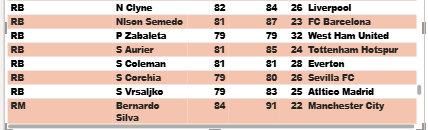 RB N Clyne 82 84 26 Liverpool
RB Nlson Semedo 81 87 23 FC Barcelona
RB P Zabaleta 79 79 32 West Ham United
RB S Aurier 81 85 24 Tottenham Hotspur
RB S Coleman 81 81 28 Everton
RB S Corchia 79 80 26 Sevilla FC
RB S Vrsaljko 79 83 25 Atltico Madrid
RM Bernardo 84 91 22 Manchester City
Silva